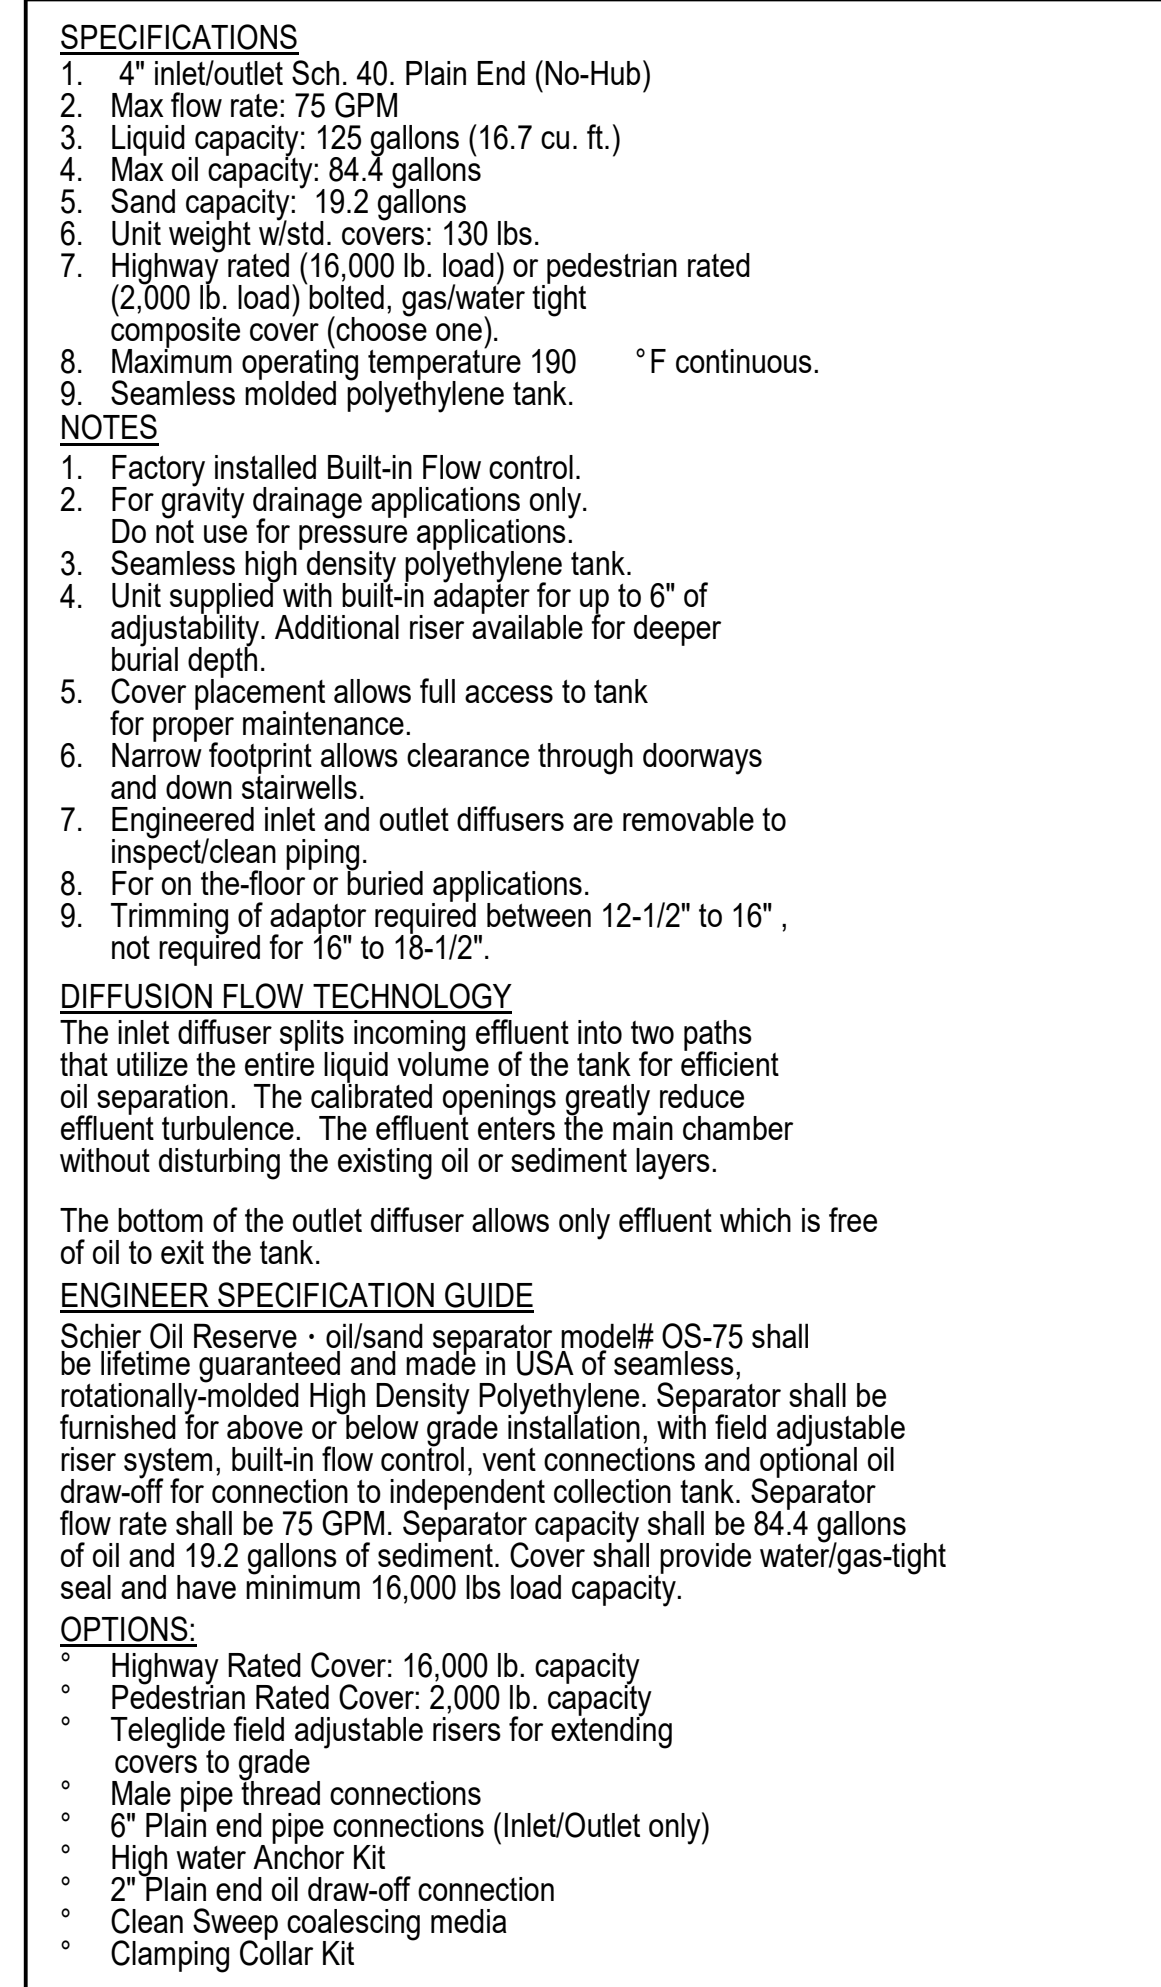 SPECIFICATIONS
1. 4" inlet/outlet Sch. 40. Plain End (No-Hub)
2. Max flow rate: 75 GPM
3. Liquid capacity: 125 gallons (16.7 cu. ft.)
4. Max oil capacity: 84.4 gallons
5. Sand capacity: 19.2 gallons
6. Unit weight w/std. covers: 130 lbs.
7. Highway rated (16,000 lb. load) or pedestrian rated
(2,000 lb. load) bolted, gas/water tight
composite cover (choose one).
8. Maximum operating temperature 190 °F continuous.
9. Seamless molded polyethylene tank.
NOTES
1. Factory installed Built-in Flow control.
2. For gravity drainage applications only.
Do not use for pressure applications.
3. Seamless high density polyethylene tank.
4. Unit supplied with built-in adapter for up to 6" of
adjustability. Additional riser available for deeper
burial depth.
5. Cover placement allows full access to tank
for proper maintenance.
6. Narrow footprint allows clearance through doorways
and down stairwells.
7. Engineered inlet and outlet diffusers are removable to
inspect/clean piping.
8. For on the-floor or buried applications.
9. Trimming of adaptor required between 12-1/2" to 16" ,
not required for 16" to 18-1/2".
DIFFUSION FLOW TECHNOLOGY
The inlet diffuser splits incoming effluent into two paths
that utilize the entire liquid volume of the tank for efficient
oil separation. The calibrated openings greatly reduce
effluent turbulence. The effluent enters the main chamber
without disturbing the existing oil or sediment layers.
The bottom of the outlet diffuser allows only effluent which is free
of oil to exit the tank.
ENGINEER SPECIFICATION GUIDE
Schier Oil Reserve · oil/sand separator model# OS-75 shall
be lifetime guaranteed and made in USA of seamless,
rotationally-molded High Density Polyethylene. Separator shall be
furnished for above or below grade installation, with field adjustable
riser system, built-in flow control, vent connections and optional oil
draw-off for connection to independent collection tank. Separator
flow rate shall be 75 GPM. Separator capacity shall be 84.4 gallons
of oil and 19.2 gallons of sediment. Cover shall provide water/gas-tight
seal and have minimum 16,000 lbs load capacity.
OPTIONS:
° Highway Rated Cover: 16,000 lb. capacity
° Pedestrian Rated Cover: 2,000 lb. capacity
° Teleglide field adjustable risers for extending
covers to grade
° Male pipe thread connections
° 6" Plain end pipe connections (Inlet/Outlet only)
° High water Anchor Kit
° 2" Plain end oil draw-off connection
° Clean Sweep coalescing media
° Clamping Collar Kit